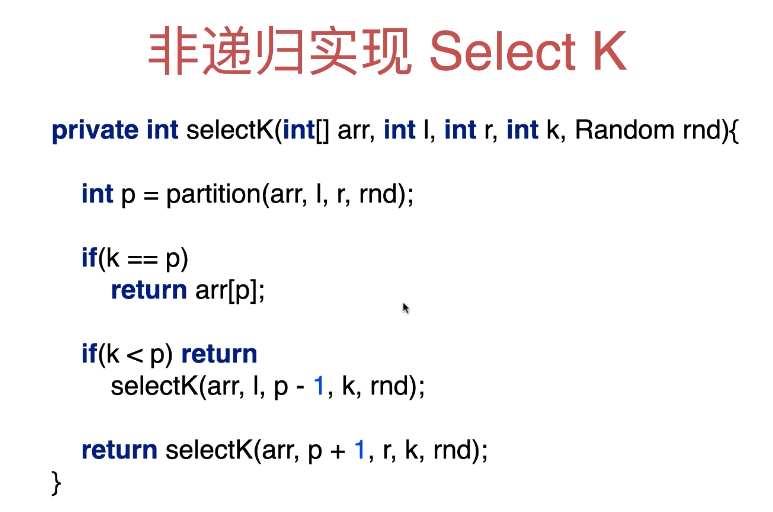 非递归实现 Select K
private int selectK(int[] arr, int l, int r, int k, Random rnd){
int p = partition(arr, l, r, rnd);
if(k == p)
return arr[p];
if(k < p) return
selectK(arr, l, p - 1, k, rnd);
return selectK(arr, p + 1, r, k, rnd);
}